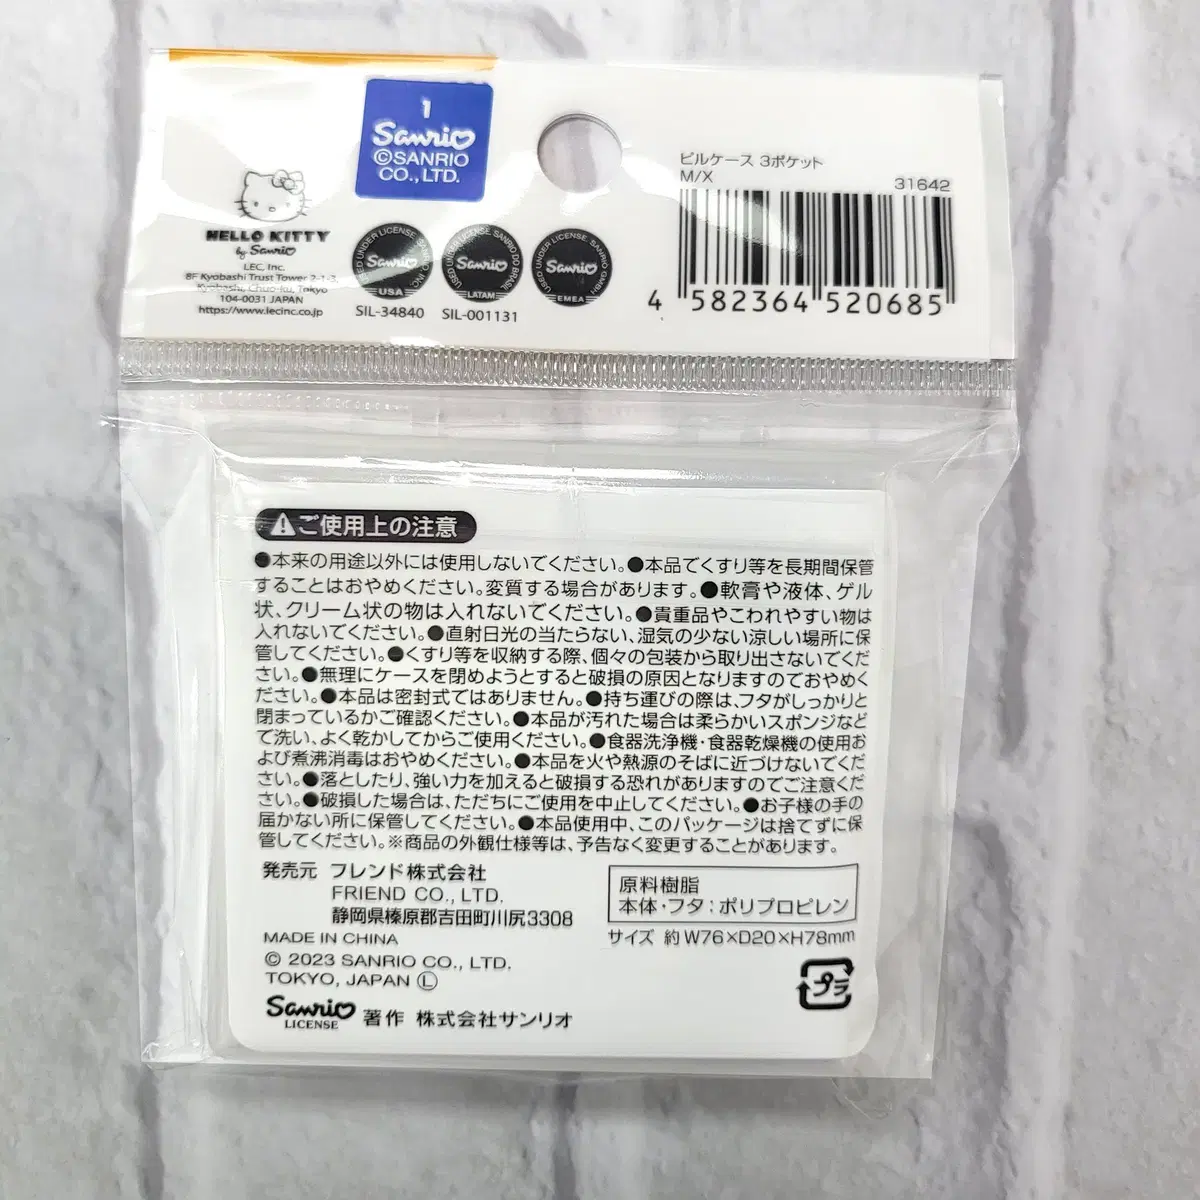 1
Sanrio
©SANRIO
CO., LTD.
HELLO KITTY
by Sanrio
LEC, Inc.
8F Kyobashi Trust Tower 2-1-3,
Kyobashi, Chuo-ku, Tokyo
104-0031 JAPAN
https://www.lecinc.co.jp
USED UNDER LICENSE SANRIO, INC.
Sanrio
USA
SIL-34840
USED UNDER LICENSE SANRIO DO BRASIL
Sanrio
LATAM
SIL-001131
USED UNDER LICENSE, SANRIO GMBH
Sanrio
EMEA
ピルケース 3ポケット
M/X
31642
4 582364 520685
⚠ご使用上の注意
●本来の用途以外には使用しないでください。●本品でくすり等を長期間保管
することはおやめください。変質する場合があります。●軟膏や液体、ゲル
状、クリーム状の物は入れないでください。●貴重品やこわれやすい物は
入れないでください。●直射日光の当たらない、湿気の少ない涼しい場所に保
管してください。●くすり等を収納する際、個々の包装から取り出さないでくだ
さい。●無理にケースを閉めようとすると破損の原因となりますのでおやめく
ださい。●本品は密封式ではありません。●持ち運びの際は、フタがしっかりと
閉まっているかご確認ください。●本品が汚れた場合は柔らかいスポンジなど
で洗い、よく乾かしてからご使用ください。●食器洗浄機・食器乾燥機の使用お
よび煮沸消毒はおやめください。●本品を火や熱源のそばに近づけないでくだ
さい。●落としたり、強い力を加えると破損する恐れがありますのでご注意くだ
さい。●破損した場合は、ただちにご使用を中止してください。●お子様の手の
届かない所に保管してください。●本品使用中、このパッケージは捨てずに保
管してください。※商品の外観仕様等は、予告なく変更することがあります。
発売元 フレンド株式会社
FRIEND CO., LTD.
静岡県榛原郡吉田町川尻3308
原料樹脂
本体・フタ：ポリプロピレン
サイズ 約W76×D20×H78mm
MADE IN CHINA
© 2023 SANRIO CO., LTD.
TOKYO, JAPAN Ⓛ
Sanrio
LICENSE
著作 株式会社サンリオ
プラ